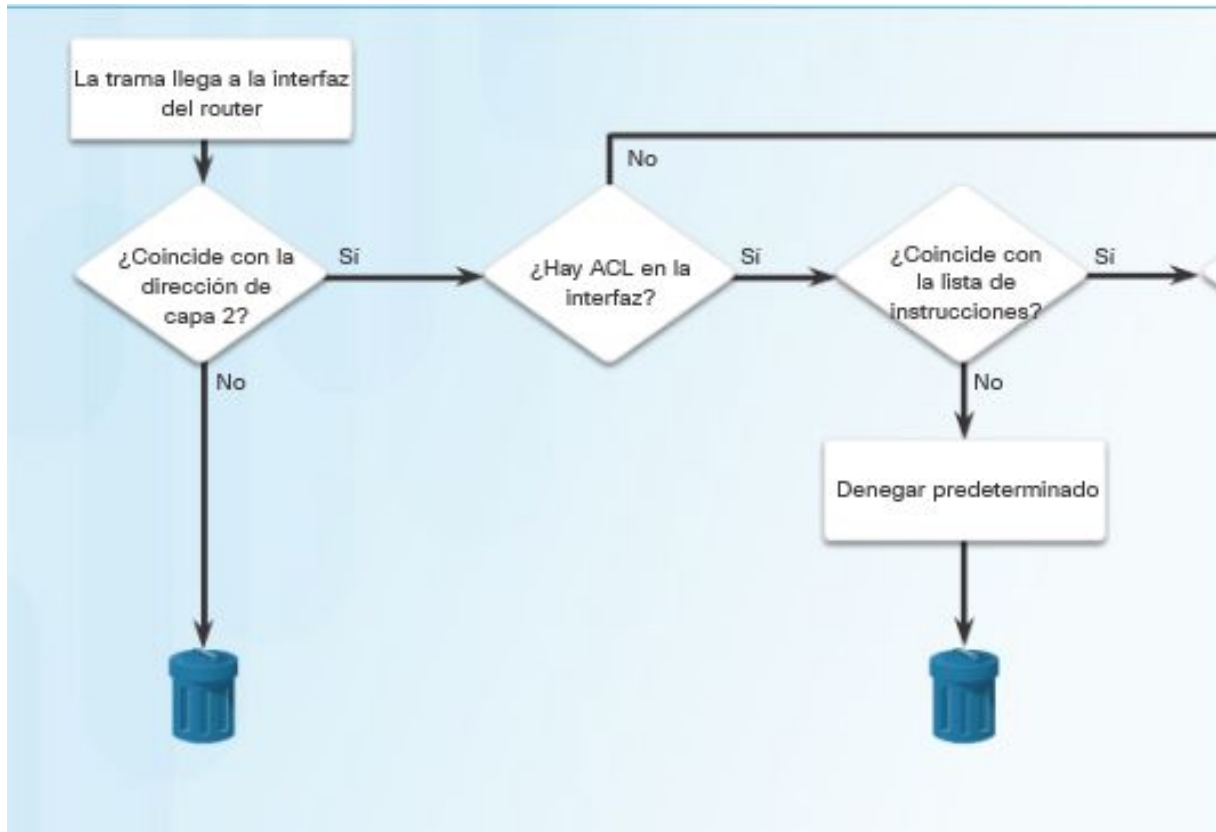 La trama llega a la interfaz
del router
No
¿Coincide con la
dirección de
capa 2?
Sí
¿Hay ACL en la
interfaz?
Sí
¿Coincide con
la lista de
instrucciones?
Sí
No
No
Denegar predeterminado